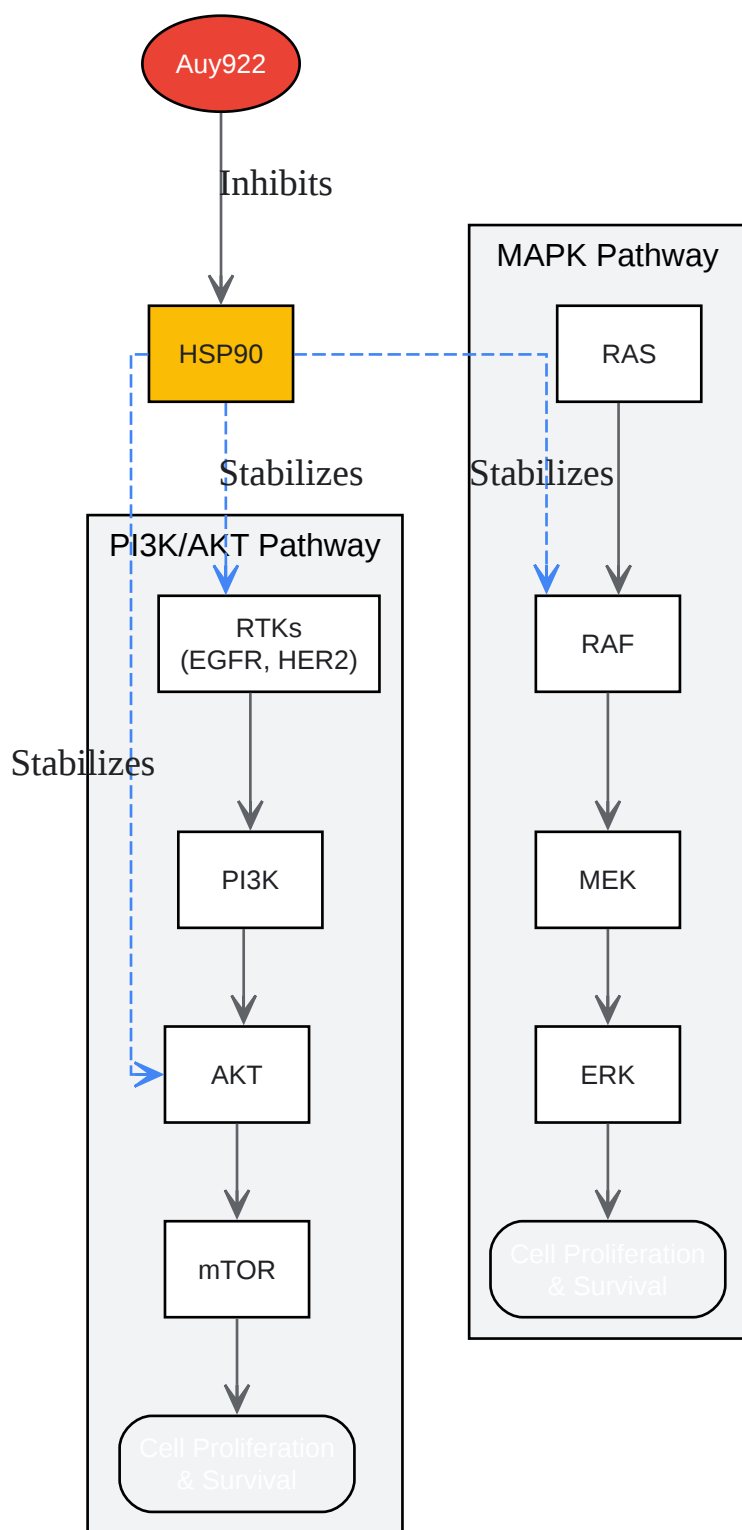 Auy922
Inhibits
MAPK Pathway
HSP90
RAS
Stabilizes
Stabilizes
PI3K/AKT Pathway
RTKs
(EGFR, HER2)
RAF
Stabilizes
PI3K
MEK
AKT
ERK
mTOR
Cell Proliferation
& Survival
Cell Proliferation
& Survival